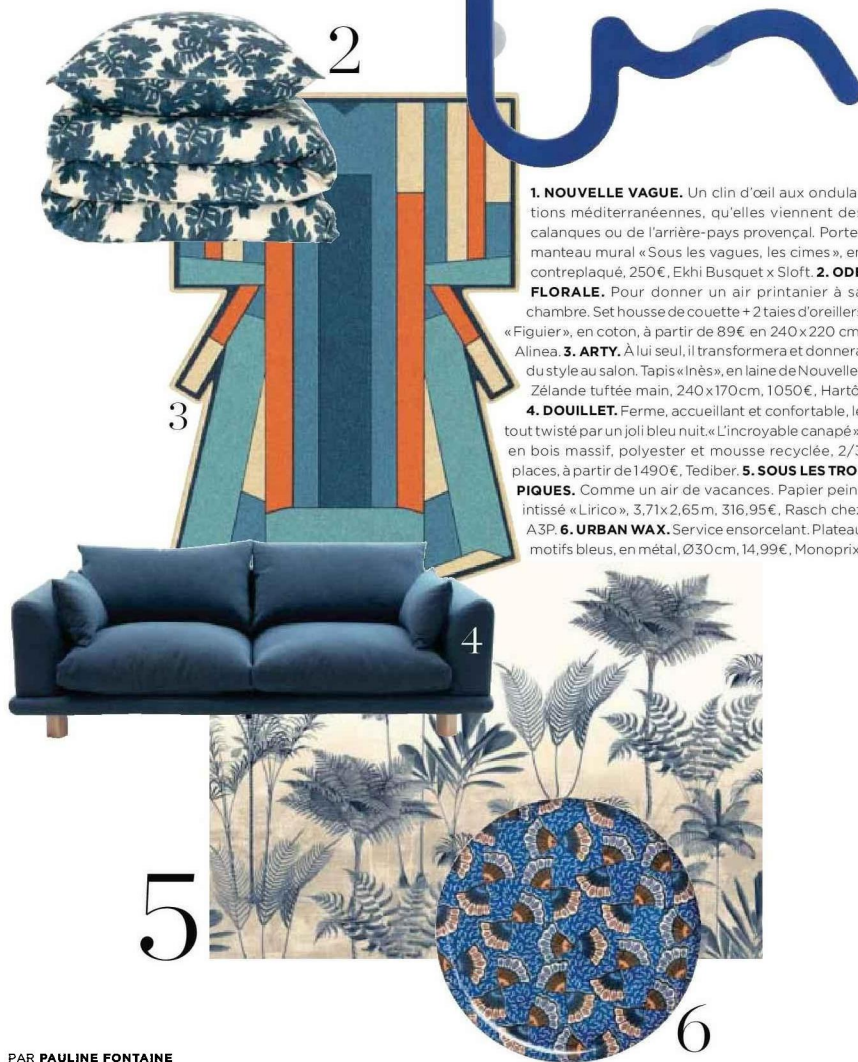 2
1. NOUVELLE VAGUE. Un clin d'œil aux ondula
tions méditerranéennes, qu'elles viennent de
calanques ou de l'arrière-pays provençal. Porte
manteau mural «Sous les vagues, les cimes», en
contreplaqué, 250€, Ekhi Busquet x Sloft. 2. ODE
FLORALE. Pour donner un air printanier à sa
chambre. Set housse de couette + 2 taies d'oreillers
«Figuier», en coton, à partir de 89€ en 240 x 220 cm
Alinea. 3. ARTY. À lui seul, il transformera et donnera
du style au salon. Tapis «Inès», en laine de Nouvelle
Zélande tuftée main, 240 x 170 cm, 1050€, Hartô
3
4. DOUILLET. Ferme, accueillant et confortable, le
tout twisté par un joli bleu nuit. «L'incroyable canapé»
en bois massif, polyester et mousse recyclée, 2/3
places, à partir de 1490€, Tediber. 5. SOUS LES TRO
PIQUES. Comme un air de vacances. Papier pein
intissé «Lirico», 3,71 x 2,65 m, 316,95€, Rasch chez
A3P. 6. URBAN WAX. Service ensorcelant. Plateau
motifs bleus, en métal, Ø30cm, 14,99€, Monoprix
4
5
6
PAR PAULINE FONTAINE